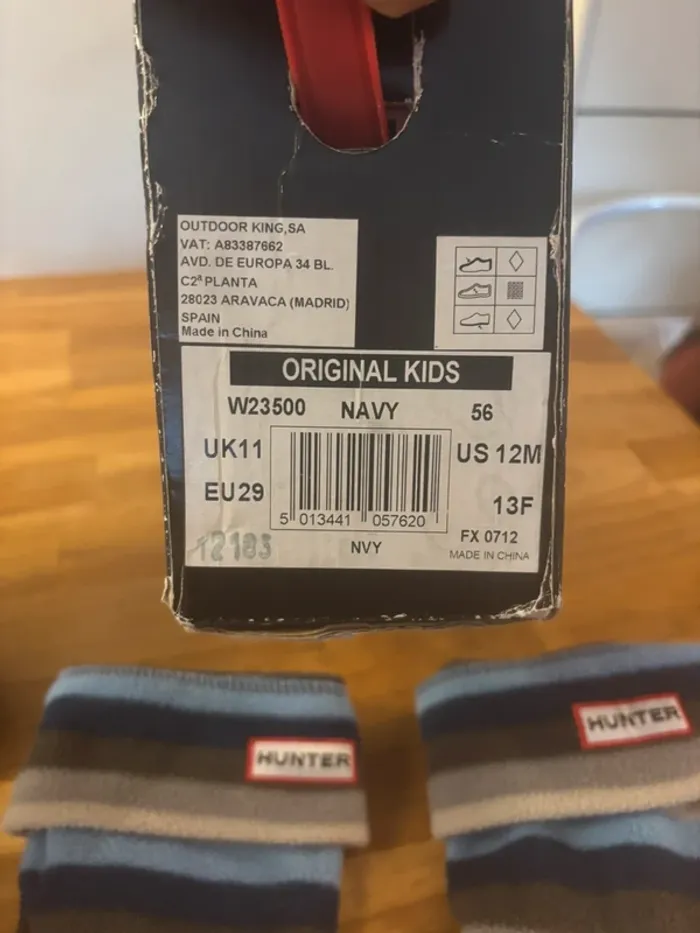 OUTDOOR KING,SA
VAT: A83387662
AVD. DE EUROPA 34 BL.
C2ª PLANTA
28023 ARAVACA (MADRID)
SPAIN
Made in China
ORIGINAL KIDS
W23500 NAVY 56
UK11 US 12M
EU29 13F
5 013441 057620
FX 0712
12183 NVY MADE IN CHINA
HUNTER HUNTER